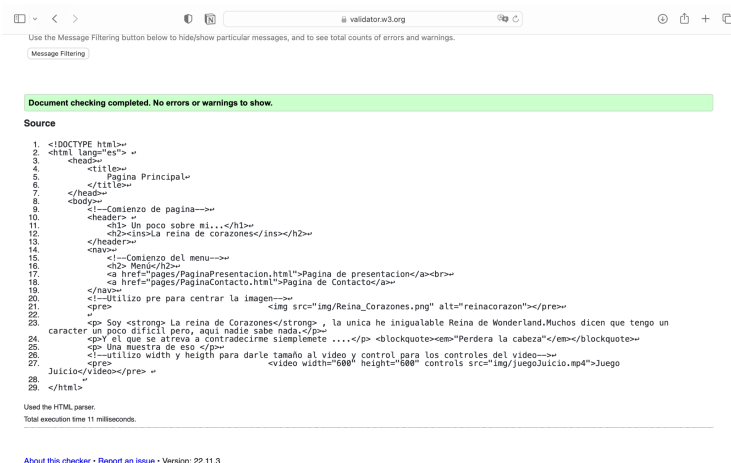 validator.w3.org
Use the Message Filtering button below to hide/show particular messages, and to see total counts of errors and warnings.
Message Filtering
Document checking completed. No errors or warnings to show.
Source
1. <!DOCTYPE html>↩
2. <html lang="es"> ↩
3. <head>↩
4. <title>↩
5. Pagina Principal↩
6. </title>↩
7. </head>↩
8. <body>↩
9. <!--Comienzo de pagina-->↩
10. <header> ↩
11. <h1> Un poco sobre mi...</h1>↩
12. <h2><ins>La reina de corazones</ins></h2>↩
13. </header>↩
14. <nav>↩
15. <!--Comienzo del menu-->↩
16. <h2> Menú</h2>↩
17. <a href="pages/PaginaPresentacion.html">Pagina de presentacion</a><br>↩
18. <a href="pages/PaginaContacto.html">Pagina de Contacto</a>↩
19. </nav>↩
20. <!--Utilizo pre para centrar la imagen-->↩
21. <pre> <img src="img/Reina_Corazones.png" alt="reinacorazon"></pre>↩
22. ↩
23. <p> Soy <strong> La reina de Corazones</strong> , la unica he inigualable Reina de Wonderland.Muchos dicen que tengo un
caracter un poco dificil pero, aqui nadie sabe nada.</p>↩
24. <p>Y el que se atreva a contradecirme siemplemete ....</p> <blockquote><em>"Perdera la cabeza"</em></blockquote>↩
25. <p> Una muestra de eso </p>↩
26. <!--utilizo width y heigth para darle tamaño al video y control para los controles del video-->↩
27. <pre> <video width="600" height="600" controls src="img/juegoJuicio.mp4">Juego
Juicio</video></pre> ↩
28. ↩
29. </html>
Used the HTML parser.
Total execution time 11 milliseconds.
About this checker • Report an issue • Version: 22.11.3